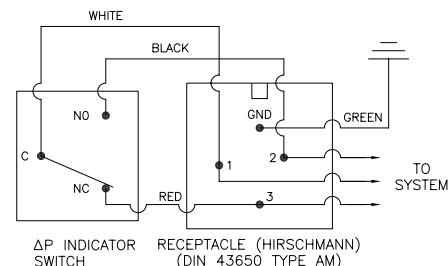 WHITE
BLACK
NO
GND
GREEN
C
1
2
NC
RED
3
TO
SYSTEM
ΔP INDICATOR
SWITCH
RECEPTACLE (HIRSCHMANN)
(DIN 43650 TYPE AM)